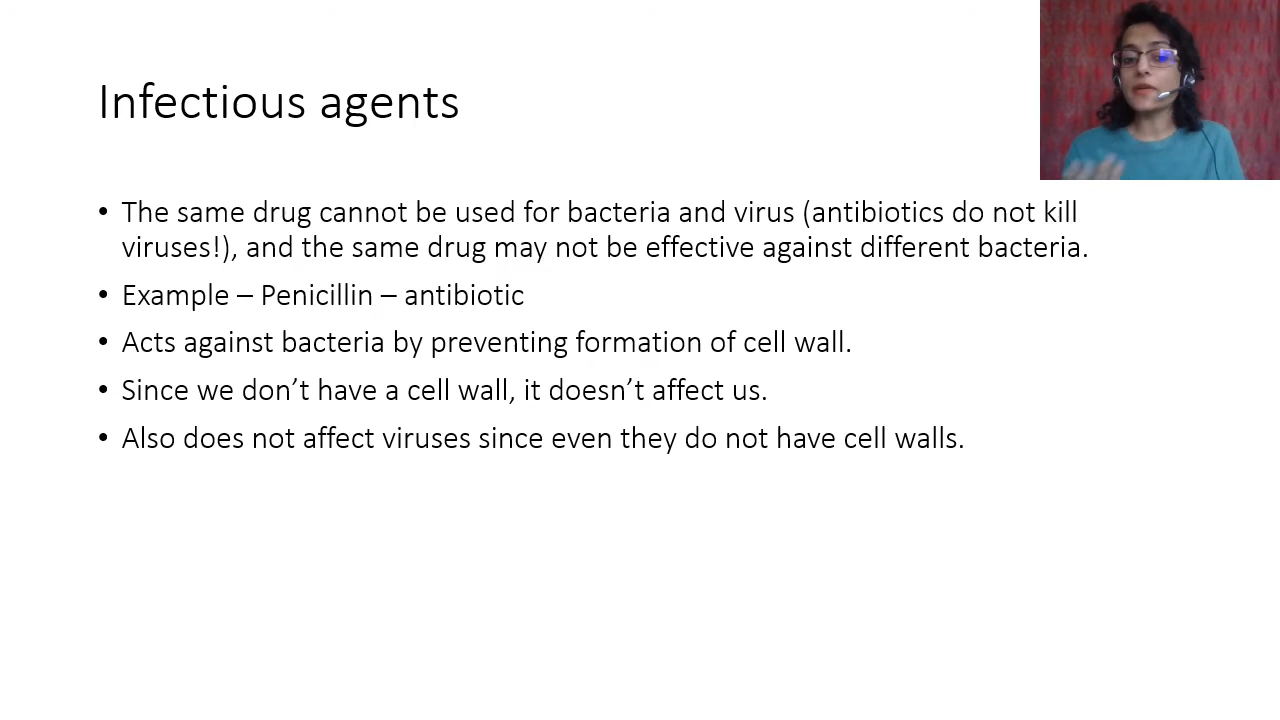 Infectious agents
• The same drug cannot be used for bacteria and virus (antibiotics do not kill
viruses!), and the same drug may not be effective against different bacteria.
• Example – Penicillin – antibiotic
• Acts against bacteria by preventing formation of cell wall.
• Since we don’t have a cell wall, it doesn’t affect us.
• Also does not affect viruses since even they do not have cell walls.